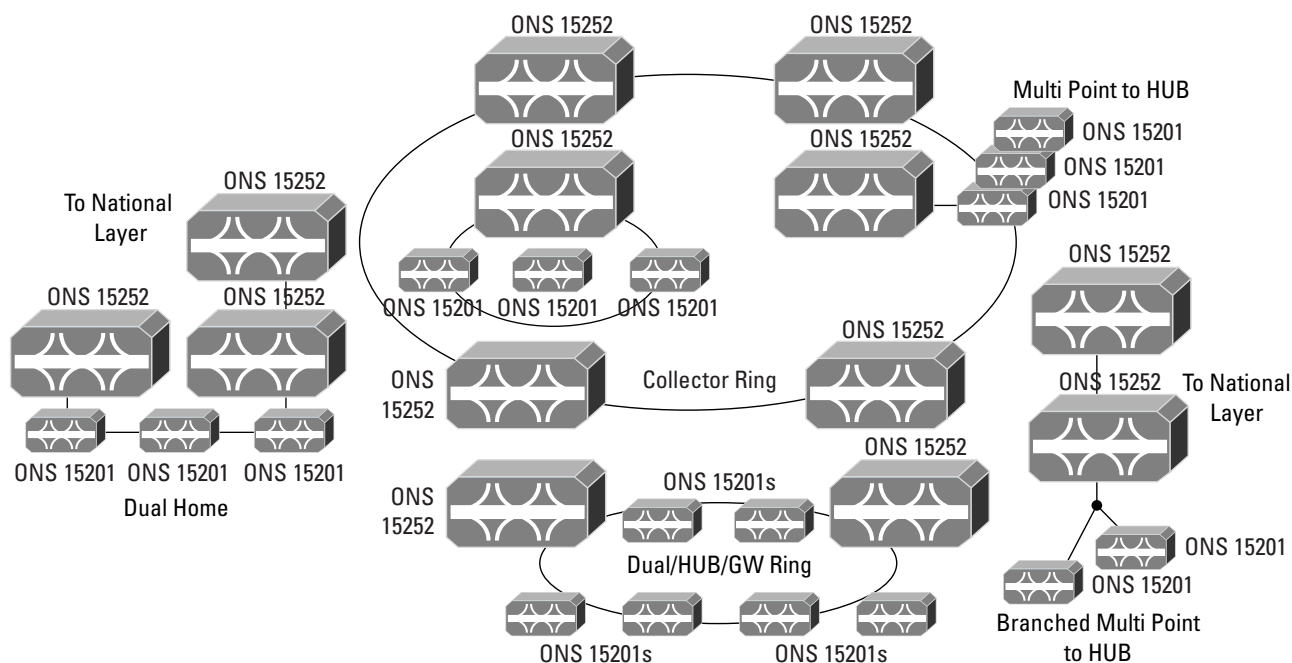 ONS 15252
ONS 15252
Multi Point to HUB
ONS 15201
ONS 15252
ONS 15252
ONS 15201
ONS 15201
ONS 15252
To National
Layer
ONS 15252
ONS 15252
ONS 15252
ONS 15201
ONS 15201
ONS 15201
ONS 15252
ONS
15252
Collector Ring
ONS 15252
To National
Layer
ONS 15201
ONS 15201
ONS 15201
Dual Home
ONS 15252
ONS 15201s
ONS
15252
Dual/HUB/GW Ring
ONS 15201
ONS 15201
Branched Multi Point
to HUB
ONS 15201s
ONS 15201s